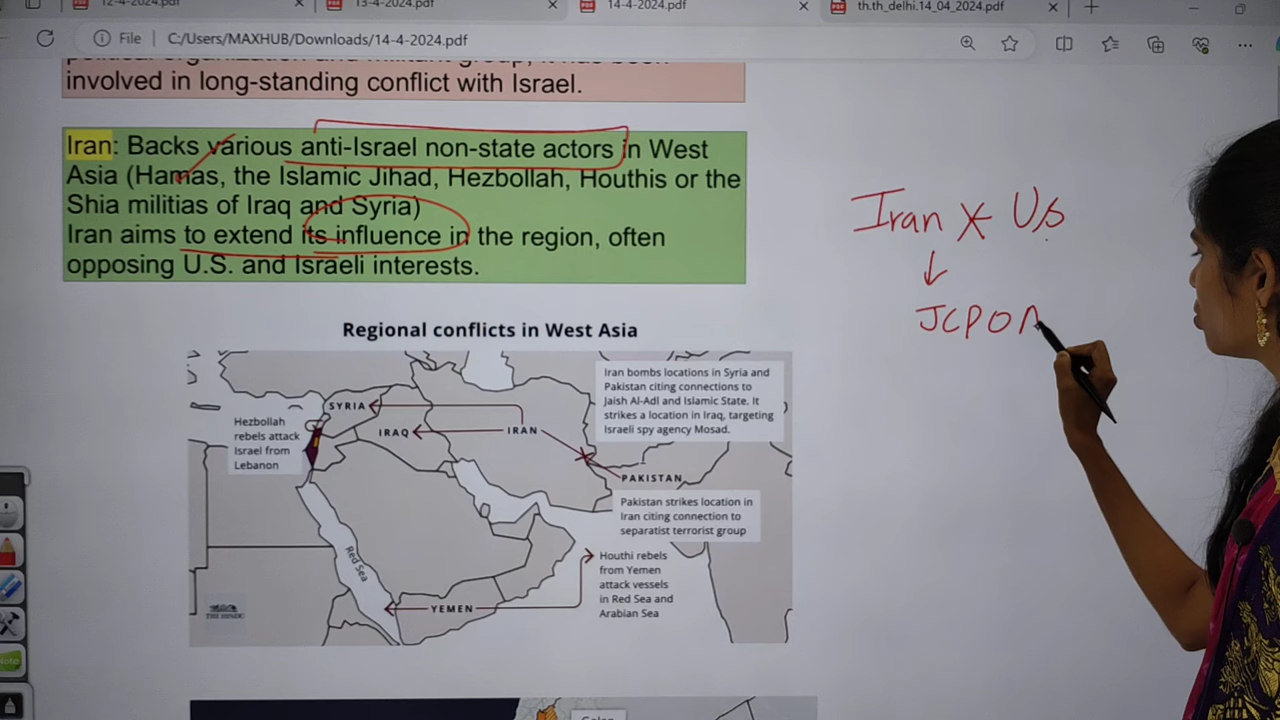 12-4-2024.pdf
13-4-2024.pdf
14-4-2024.pdf
th.th_delhi.14_04_2024.pdf
File
C:/Users/MAXHUB/Downloads/14-4-2024.pdf
involved in long-standing conflict with Israel.
Iran: Backs various anti-Israel non-state actors in West
Asia (Hamas, the Islamic Jihad, Hezbollah, Houthis or the
Shia militias of Iraq and Syria)
Iran aims to extend its influence in the region, often
opposing U.S. and Israeli interests.
Iran X US
JCPOA
Regional conflicts in West Asia
Iran bombs locations in Syria and
Pakistan citing connections to
Jaish Al-Adl and Islamic State. It
strikes a location in Iraq, targeting
Israeli spy agency Mosad.
SYRIA
Hezbollah
rebels attack
Israel from
Lebanon
IRAQ
IRAN
PAKISTAN
Pakistan strikes location in
Iran citing connection to
separatist terrorist group
Red Sea
Houthi rebels
from Yemen
attack vessels
in Red Sea and
Arabian Sea
YEMEN
THE HINDU
Note